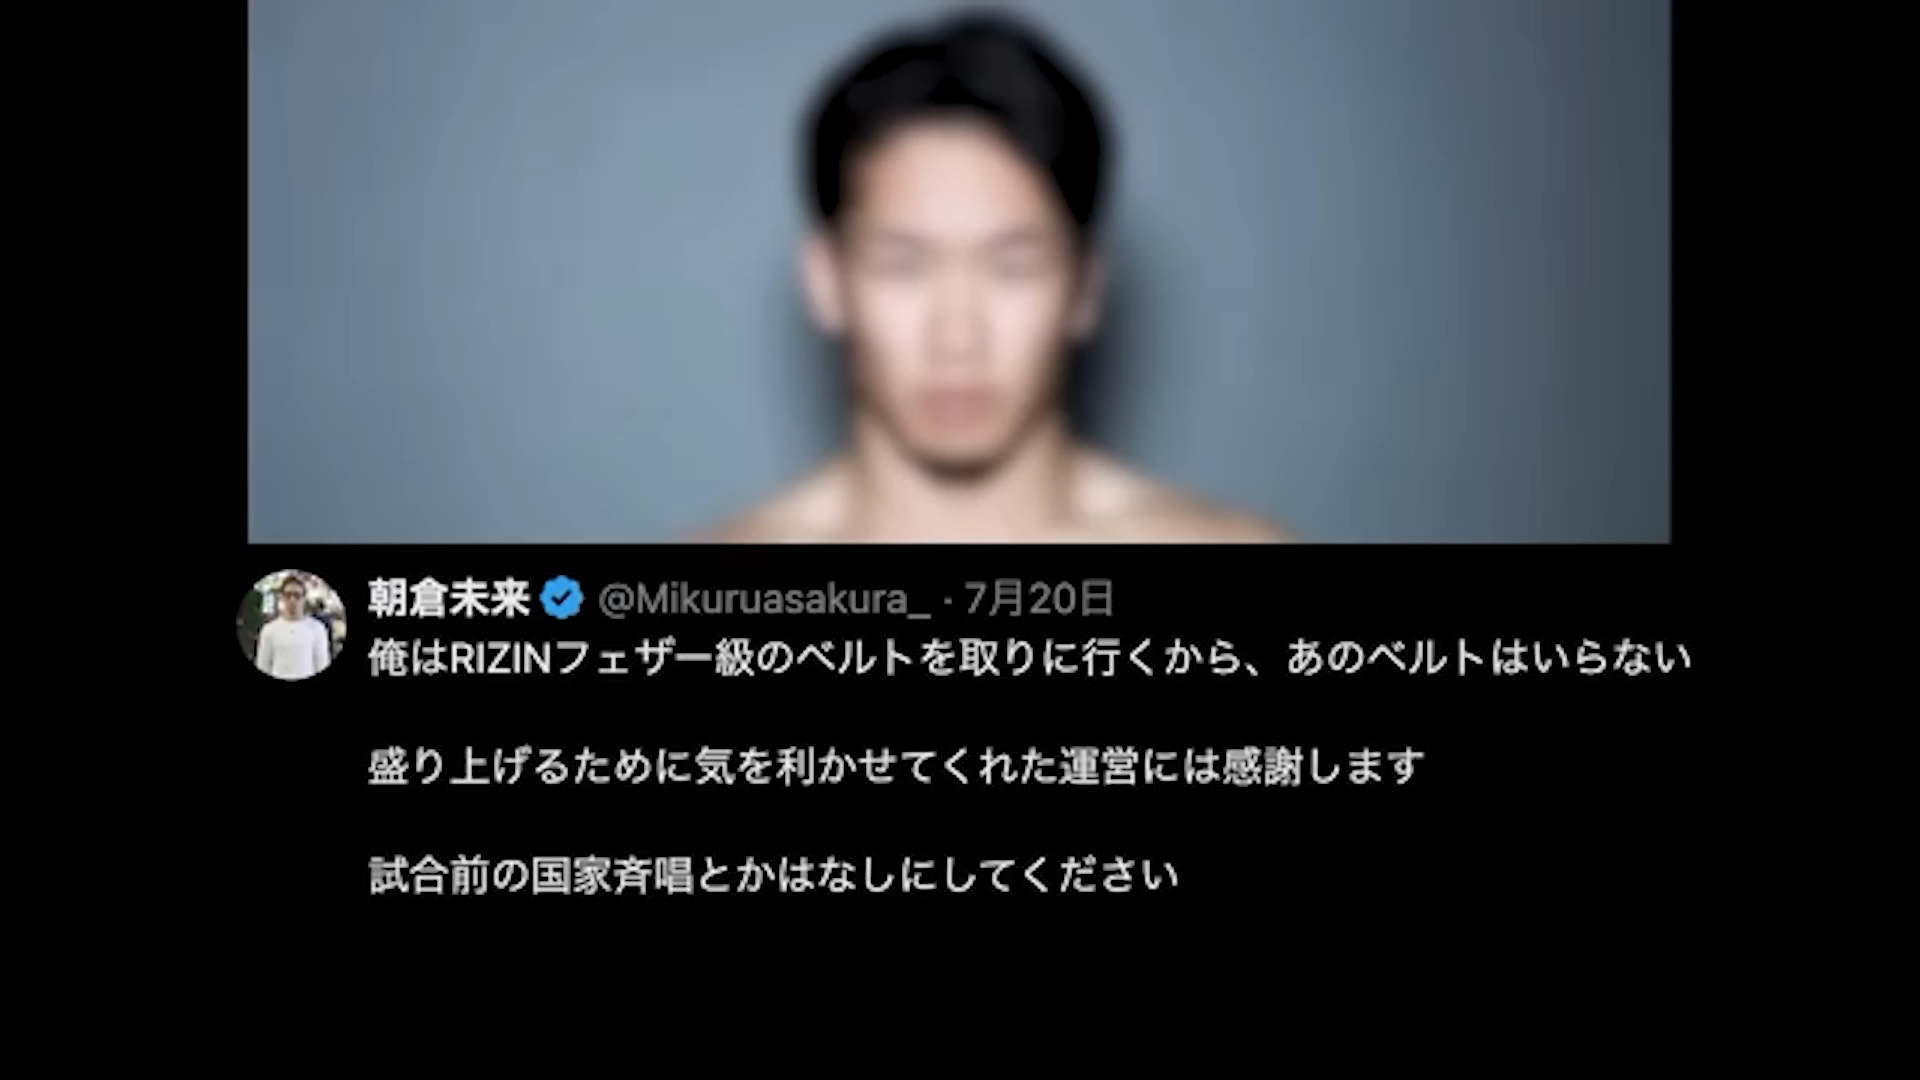 朝倉未来 @Mikuruasakura_ · 7月20日
俺はRIZINフェザー級のベルトを取りに行くから、あのベルトはいらない
盛り上げるために気を利かせてくれた運営には感謝します
試合前の国家斉唱とかはなしにしてください